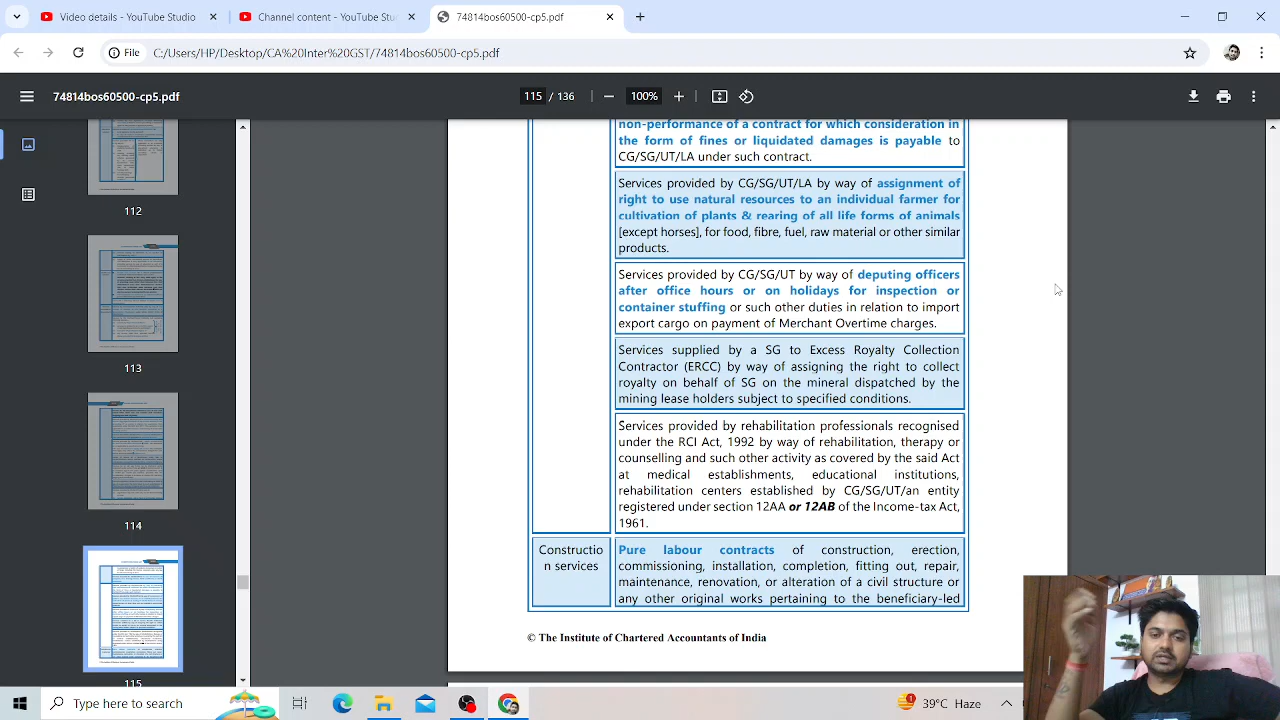 Video details - YouTube Studio
Channel content - YouTube Stu
74814bos60500-cp5.pdf
File
C:/Users/HP/Desktop/CA%20Inter%20GST/74814bos60500-cp5.pdf
74814bos60500-cp5.pdf
115 / 136
100%
112
113
114
115
non-performance of a contract for which consideration in
the form of fines or liquidated damages is payable to
CG/SG/UT/LA under such contract.
Services provided by CG/SG/UT/LA by way of assignment of
right to use natural resources to an individual farmer for
cultivation of plants & rearing of all life forms of animals
[except horses], for food, fibre, fuel, raw material or other similar
products.
Services provided by CG/SG/UT by way of deputing officers
after office hours or on holidays for inspection or
container stuffing or such other duties in relation to import
export cargo on payment of Merchant Overtime charges.
Services supplied by a SG to Excess Royalty Collection
Contractor (ERCC) by way of assigning the right to collect
royalty on behalf of SG on the mineral dispatched by the
mining lease holders subject to specified conditions.
Services provided by rehabilitation professionals recognised
under the RCI Act, 1992 by way of rehabilitation, therapy or
counselling and such other activity as covered by the said Act
at medical establishments, educational institutions,
rehabilitation centers established by CG/SG/UT/an entity
registered under section 12AA or 12AB of the Income-tax Act,
1961.
Constructio
n services
Pure labour contracts of construction, erection,
commissioning, installation, completion, fitting out, repair,
maintenance, renovation, or alteration of a civil structure or
any other original works pertaining to the beneficiary-led
© The Institute of Chartered Accountants of India
Type here to search
39°C Haze